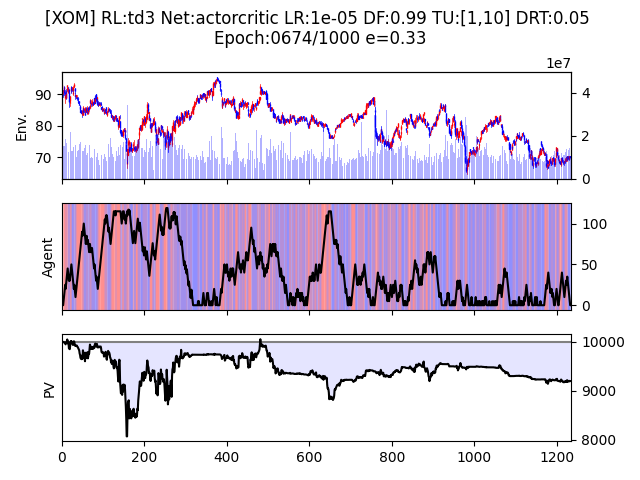 [XOM] RL:td3 Net:actorcritic LR:1e-05 DF:0.99 TU:[1,10] DRT:0.05
Epoch:0674/1000 e=0.33
1e7
Env.
90
80
70
4
2
0
Agent
100
50
0
PV
10000
9000
8000
0 200 400 600 800 1000 1200